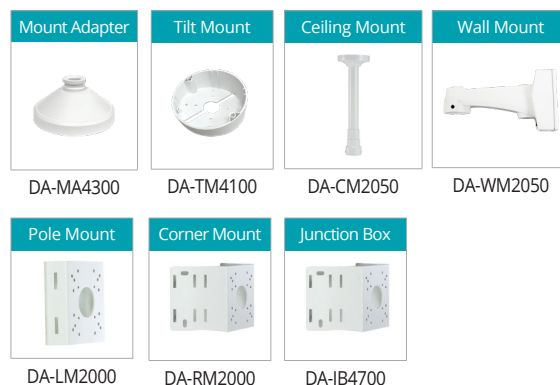 Mount Adapter
Tilt Mount
Ceiling Mount
Wall Mount
DA-MA4300
DA-TM4100
DA-CM2050
DA-WM2050
Pole Mount
Corner Mount
Junction Box
DA-LM2000
DA-RM2000
DA-IB4700